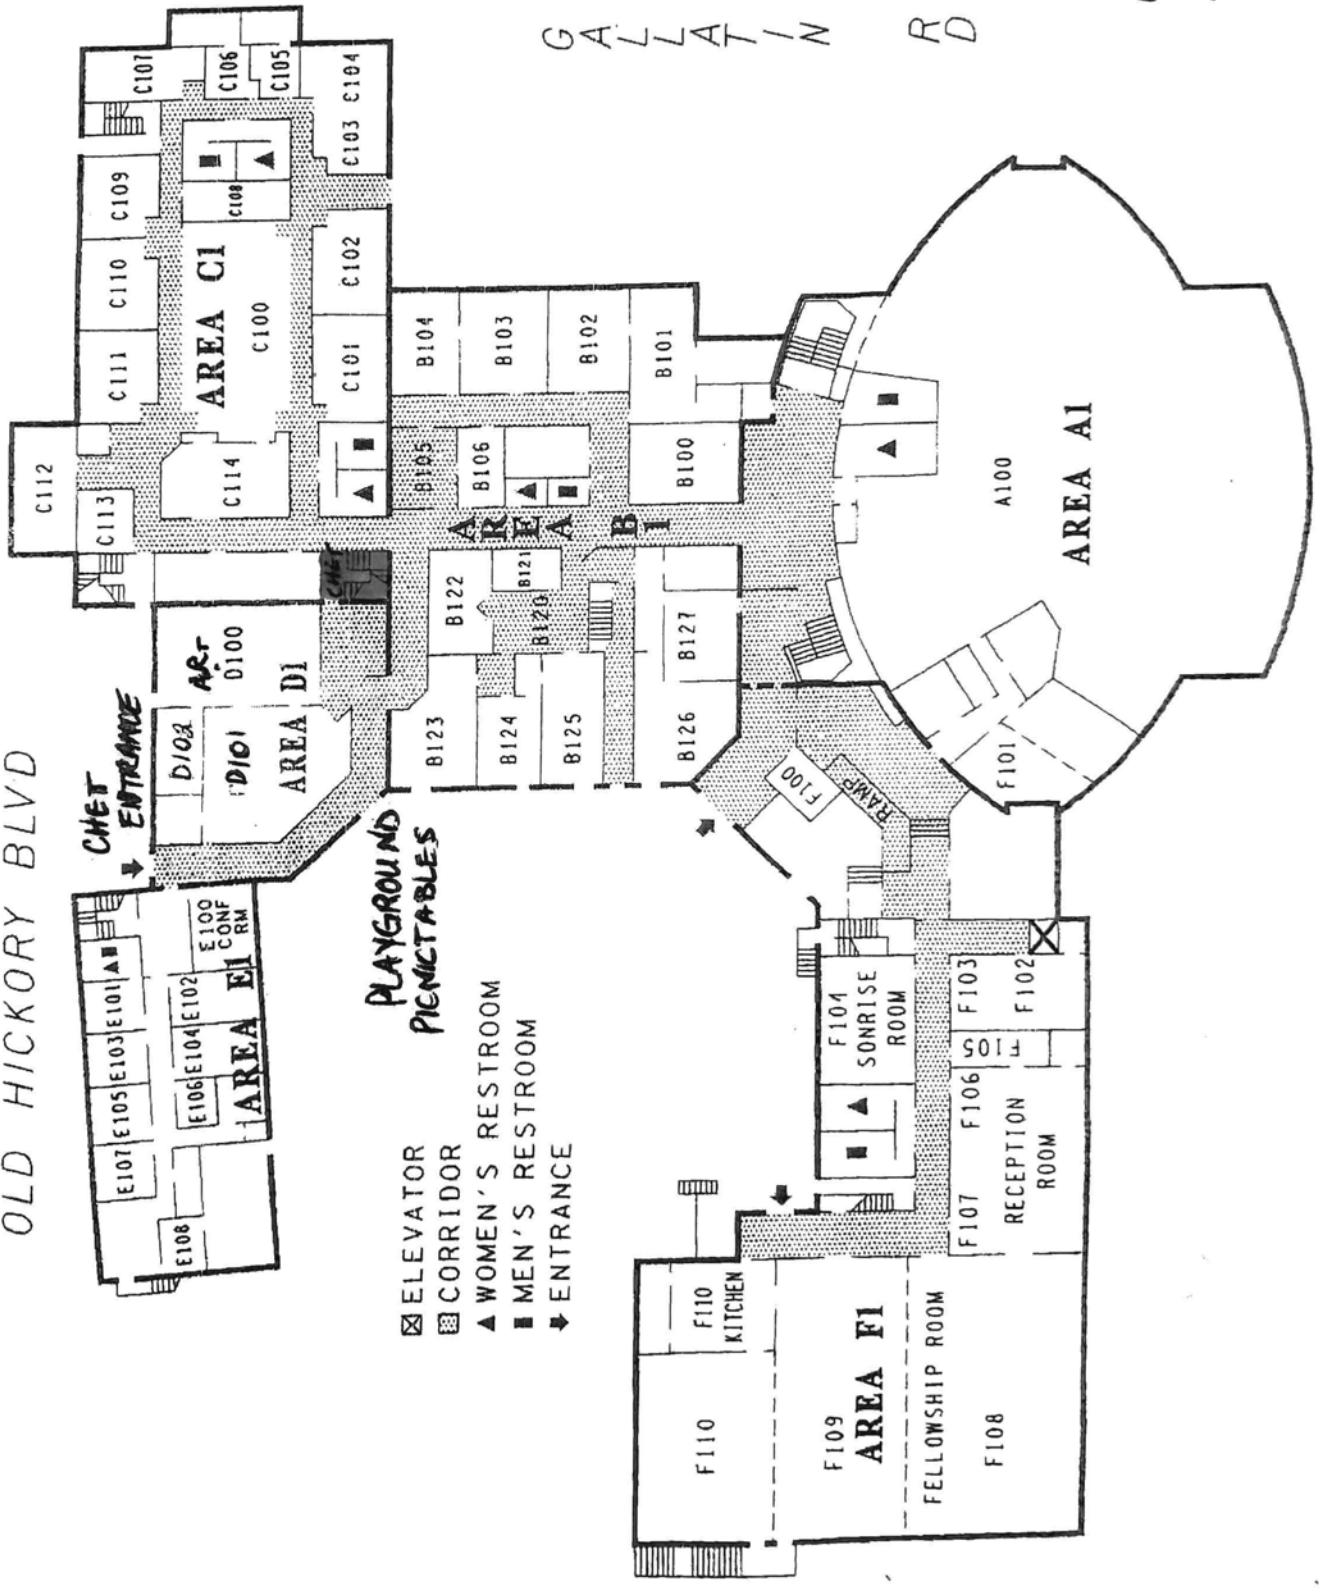 GALLATIN RD
OLD HICKORY BLVD
C107
C106
C105
C103 C104
C109
C108
C110
AREA C1
C100
C102
C111
C101
C112
C113
C114
CHET
B104
B103
B102
B101
B105
B106
B100
AREA B1
B122
B121
B120
B127
B123
B124
B125
B126
ART
D100
D102
D101
AREA D1
CHET
ENTRANCE
PLAYGROUND
PICNICTABLES
E100
CONF
RM
E101
E102
E103
E104
E105
E106
E107
E108
AREA E1
A100
AREA A1
F101
F100
RAMP
F104
SONRISE
ROOM
F103
F102
F105
F106
F107
RECEPTION
ROOM
F110
KITCHEN
F110
F109
AREA F1
FELLOWSHIP ROOM
F108
ELEVATOR
CORRIDOR
WOMEN'S RESTROOM
MEN'S RESTROOM
ENTRANCE